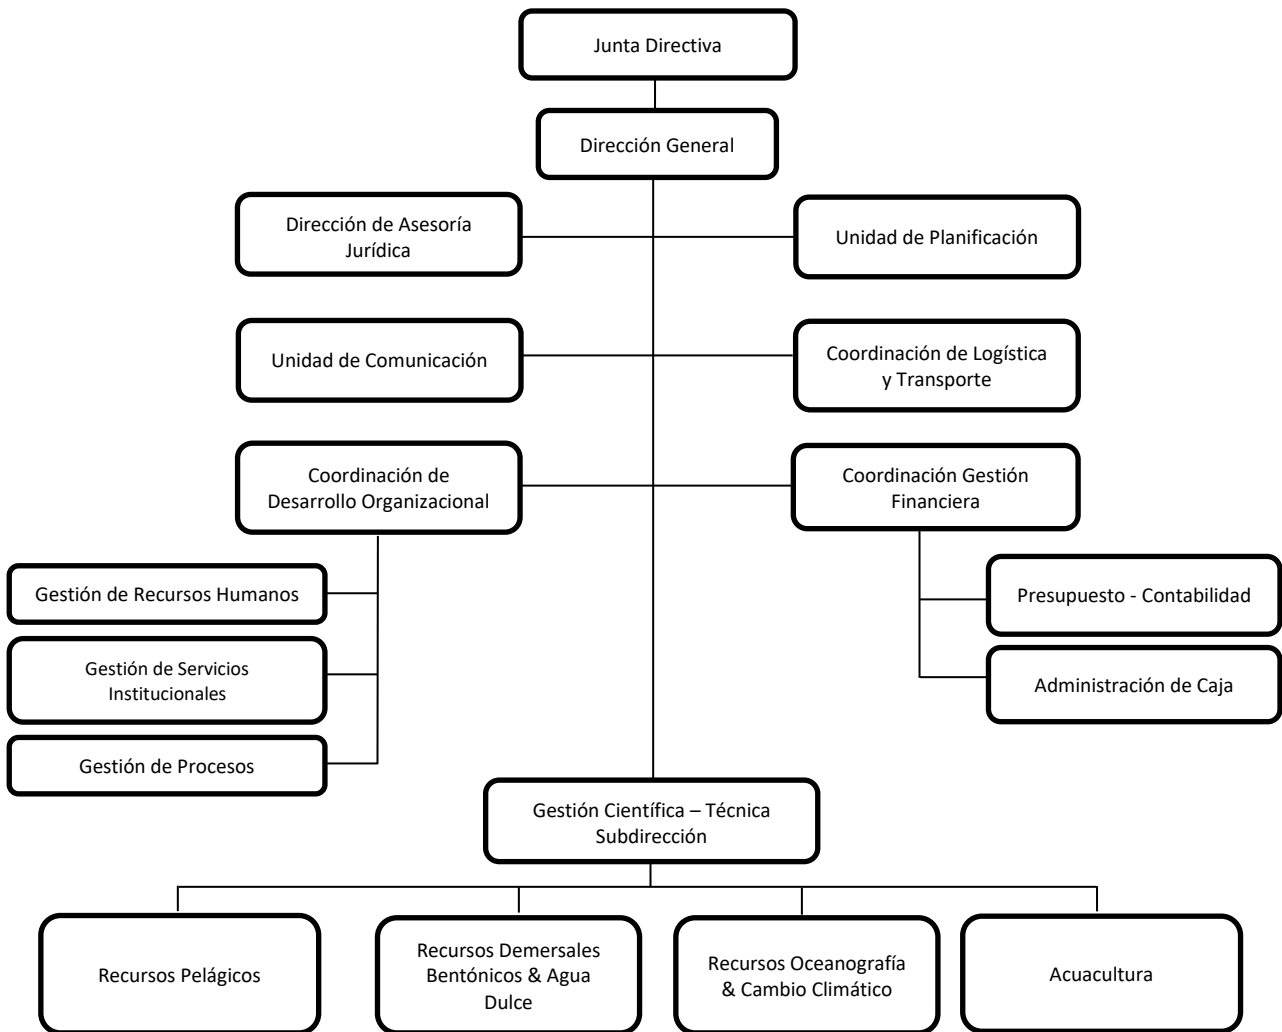 Junta Directiva
Dirección General
Dirección de Asesoría
Jurídica
Unidad de Planificación
Unidad de Comunicación
Coordinación de Logística
y Transporte
Coordinación de
Desarrollo Organizacional
Coordinación Gestión
Financiera
Gestión de Recursos Humanos
Gestión de Servicios
Institucionales
Gestión de Procesos
Presupuesto - Contabilidad
Administración de Caja
Gestión Científica – Técnica
Subdirección
Recursos Pelágicos
Recursos Demersales
Bentónicos & Agua
Dulce
Recursos Oceanografía
& Cambio Climático
Acuacultura